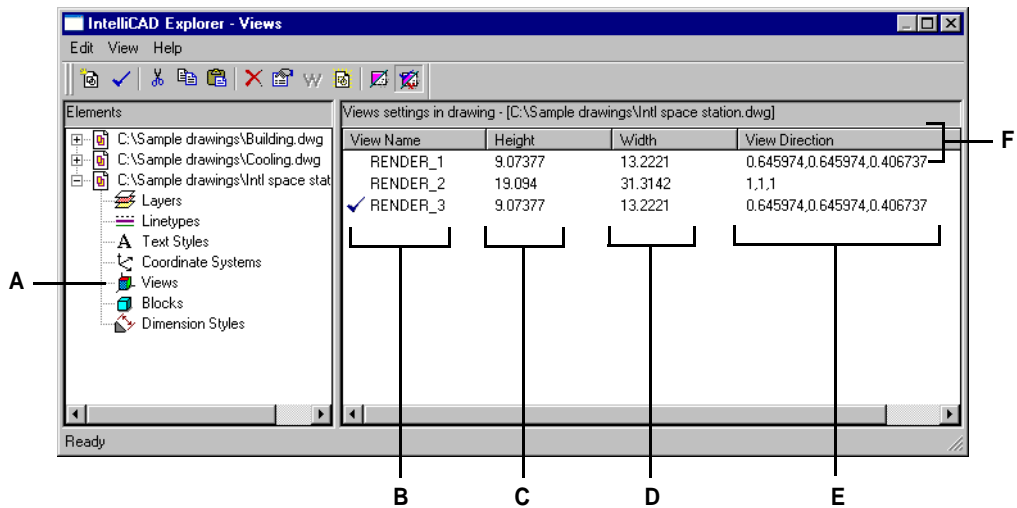 IntelliCAD Explorer - Views
Edit View Help
Elements
Views settings in drawing - [C:\Sample drawings\Intl space station.dwg]
C:\Sample drawings\Building.dwg
C:\Sample drawings\Cooling.dwg
C:\Sample drawings\Intl space stat
Layers
Linetypes
A Text Styles
Coordinate Systems
Views
Blocks
Dimension Styles
View Name Height Width View Direction
RENDER_1 9.07377 13.2221 0.645974,0.645974,0.406737
RENDER_2 19.094 31.3142 1,1,1
RENDER_3 9.07377 13.2221 0.645974,0.645974,0.406737
Ready
A
F
B C D E